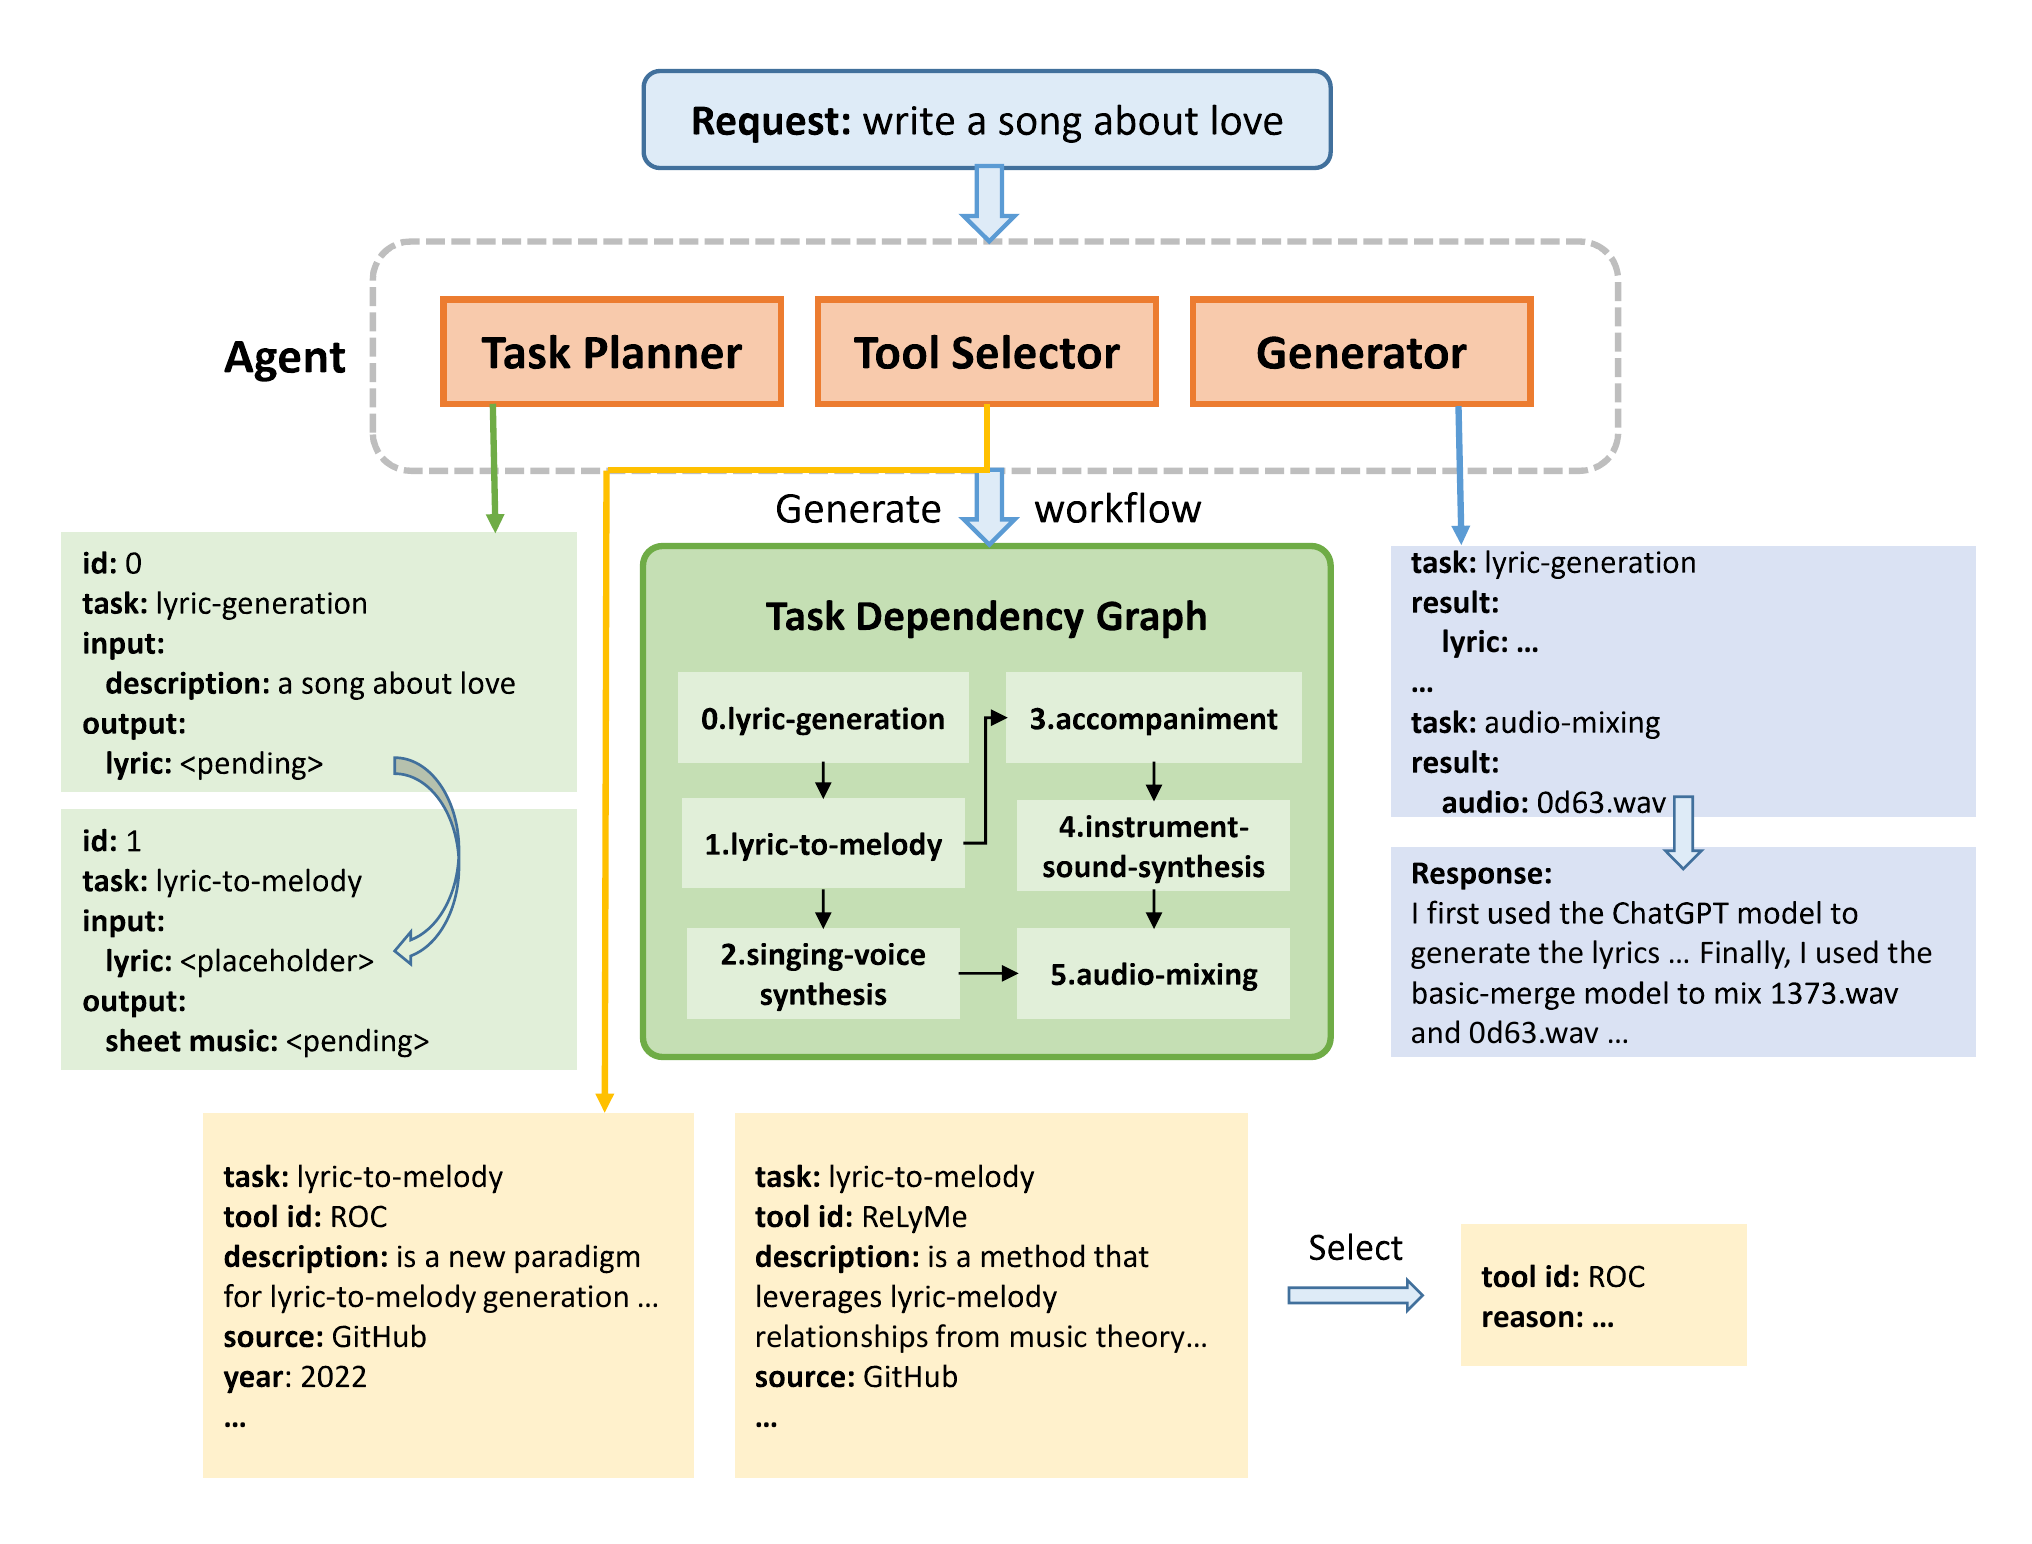 Request: write a song about love
Agent
Task Planner
Tool Selector
Generator
Generate workflow
id: 0
task: lyric-generation
input:
description: a song about love
output:
lyric: <pending>
id: 1
task: lyric-to-melody
input:
lyric: <placeholder>
output:
sheet music: <pending>
Task Dependency Graph
0.lyric-generation
1.lyric-to-melody
2.singing-voice
synthesis
3.accompaniment
4.instrument-
sound-synthesis
5.audio-mixing
task: lyric-generation
result:
lyric: ...
...
task: audio-mixing
result:
audio: 0d63.wav
Response:
I first used the ChatGPT model to
generate the lyrics ... Finally, I used the
basic-merge model to mix 1373.wav
and 0d63.wav ...
task: lyric-to-melody
tool id: ROC
description: is a new paradigm
for lyric-to-melody generation ...
source: GitHub
year: 2022
...
task: lyric-to-melody
tool id: ReLyMe
description: is a method that
leverages lyric-melody
relationships from music theory...
source: GitHub
...
Select
tool id: ROC
reason: ...